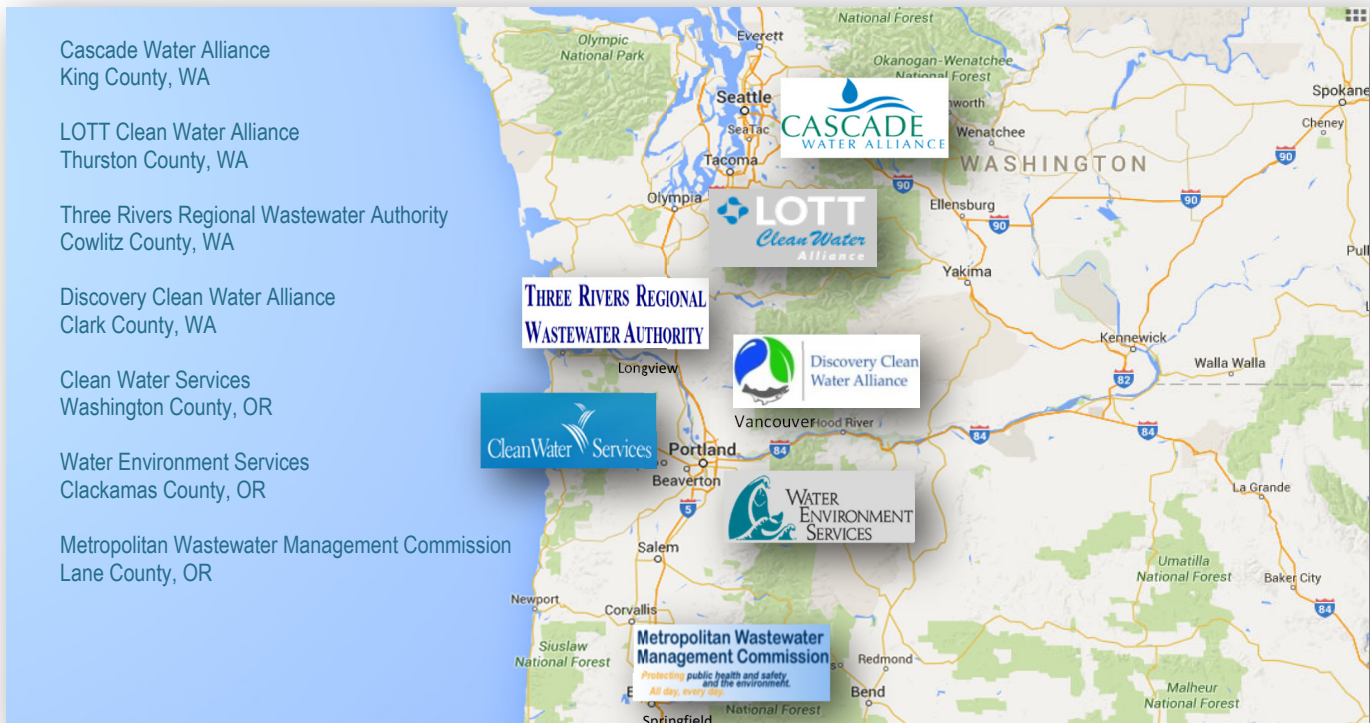 Cascade Water Alliance
King County, WA
LOTT Clean Water Alliance
Thurston County, WA
Three Rivers Regional Wastewater Authority
Cowlitz County, WA
Discovery Clean Water Alliance
Clark County, WA
Clean Water Services
Washington County, OR
Water Environment Services
Clackamas County, OR
Metropolitan Wastewater Management Commission
Lane County, OR
National Forest
Olympic
National Park
Everett
Okanogan-Wenatchee
National Forest
Seattle
CASCADE
WATER ALLIANCE
Spokane
Cheney
SeaTac
Wenatchee
Tacoma
WASHINGTON
90
90
Olympia
LOTT
Clean Water
Alliance
Ellensburg
90
90
Yakima
THREE RIVERS REGIONAL
WASTEWATER AUTHORITY
Longview
Discovery Clean
Water Alliance
Kennewick
Walla Walla
82
Vancouver
Hood River
CleanWater Services
Portland
84
84
84
Beaverton
5
WATER
ENVIRONMENT
SERVICES
La Grande
Salem
Umatilla
National Forest
Baker City
84
Newport
Corvallis
Siuslaw
National Forest
Metropolitan Wastewater
Management Commission
Protecting public health and safety
and the environment.
All day, every day.
Redmond
Bend
Malheur
National Forest
National Forest
Springfield